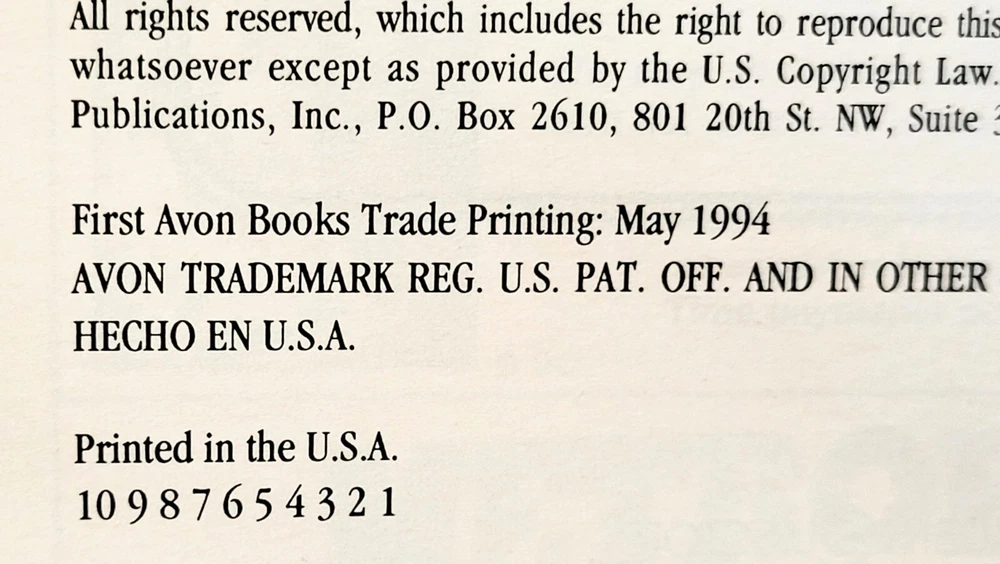 All rights reserved, which includes the right to reproduce this
whatsoever except as provided by the U.S. Copyright Law.
Publications, Inc., P.O. Box 2610, 801 20th St. NW, Suite
First Avon Books Trade Printing: May 1994
AVON TRADEMARK REG. U.S. PAT. OFF. AND IN OTHER
HECHO EN U.S.A.
Printed in the U.S.A.
10 9 8 7 6 5 4 3 2 1